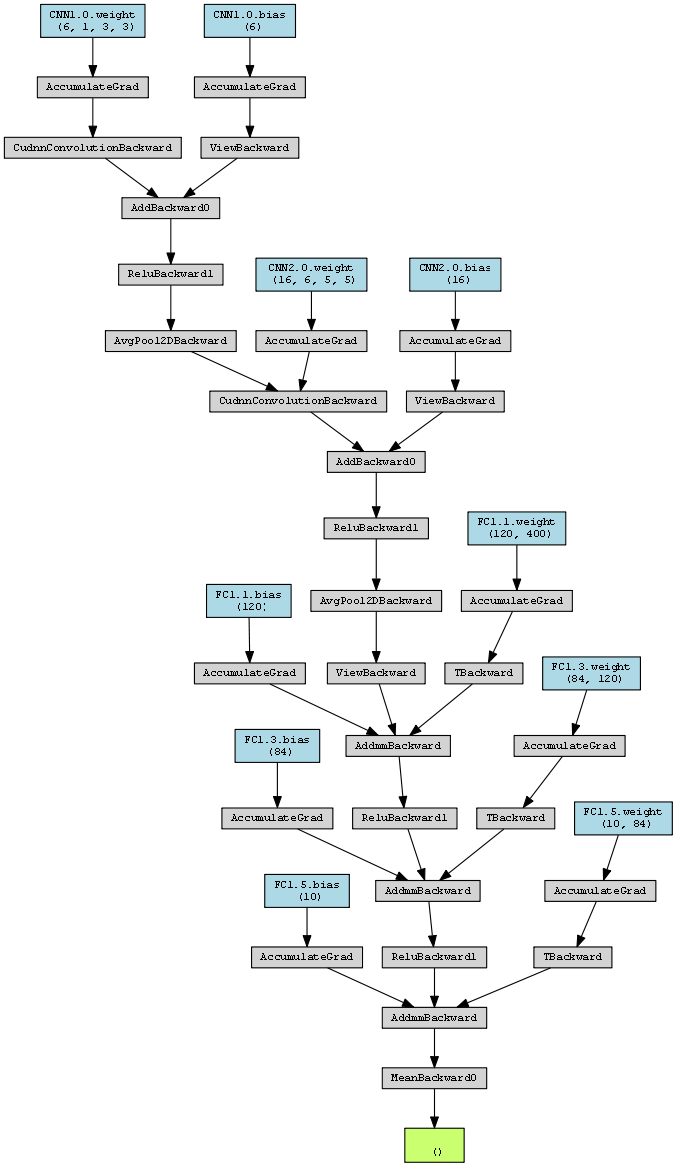 CNN1.0.weight
(6, 1, 3, 3)
CNN1.0.bias
(6)
AccumulateGrad
AccumulateGrad
CudnnConvolutionBackward
ViewBackward
AddBackward0
ReluBackward1
CNN2.0.weight
(16, 6, 5, 5)
CNN2.0.bias
(16)
AvgPool2DBackward
AccumulateGrad
AccumulateGrad
CudnnConvolutionBackward
ViewBackward
AddBackward0
ReluBackward1
FC1.1.weight
(120, 400)
FC1.1.bias
(120)
AvgPool2DBackward
AccumulateGrad
AccumulateGrad
ViewBackward
TBackward
FC1.3.weight
(84, 120)
FC1.3.bias
(84)
AddmmBackward
AccumulateGrad
AccumulateGrad
ReluBackward1
TBackward
FC1.5.weight
(10, 84)
FC1.5.bias
(10)
AddmmBackward
AccumulateGrad
AccumulateGrad
ReluBackward1
TBackward
AddmmBackward
MeanBackward0
()